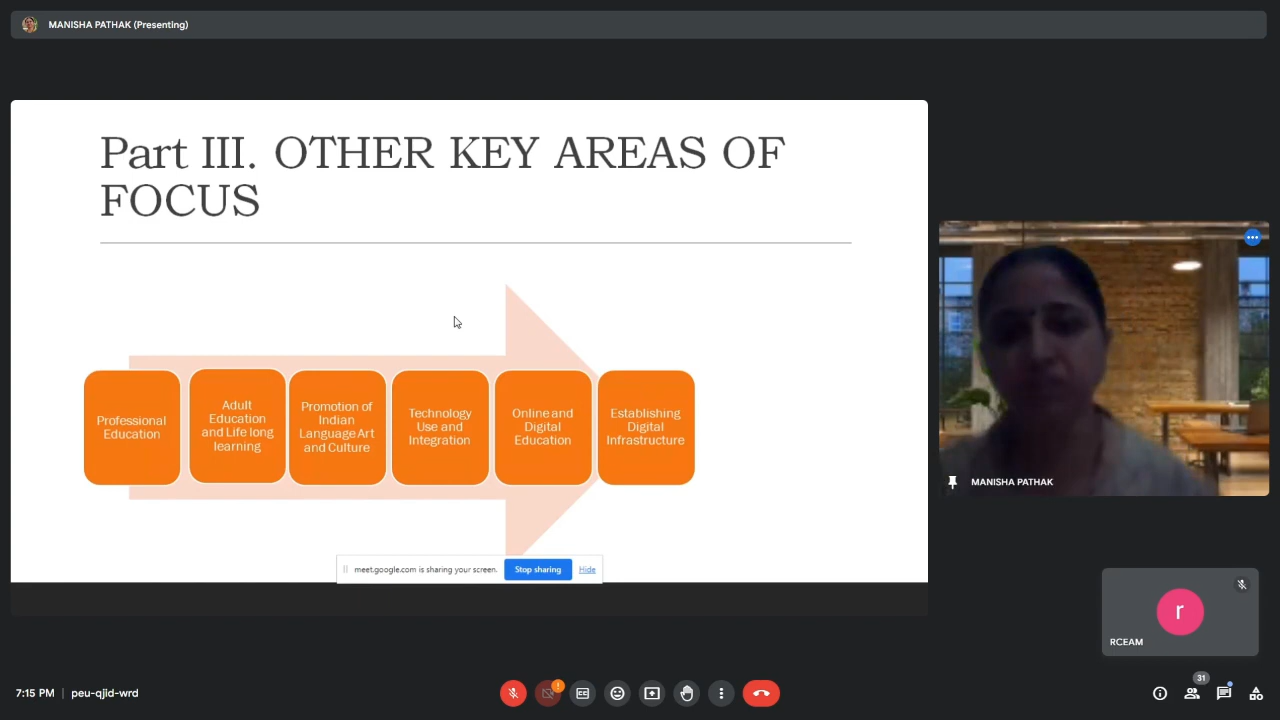 MANISHA PATHAK (Presenting)
Part III. OTHER KEY AREAS OF
FOCUS
Professional
Education
Adult
Education
and Life long
learning
Promotion of
Indian
Language Art
and Culture
Technology
Use and
Integration
Online and
Digital
Education
Establishing
Digital
Infrastructure
meet.google.com is sharing your screen.
Stop sharing
Hide
MANISHA PATHAK
r
RCEAM
7:15 PM | peu-qjid-wrd
!
CC
31